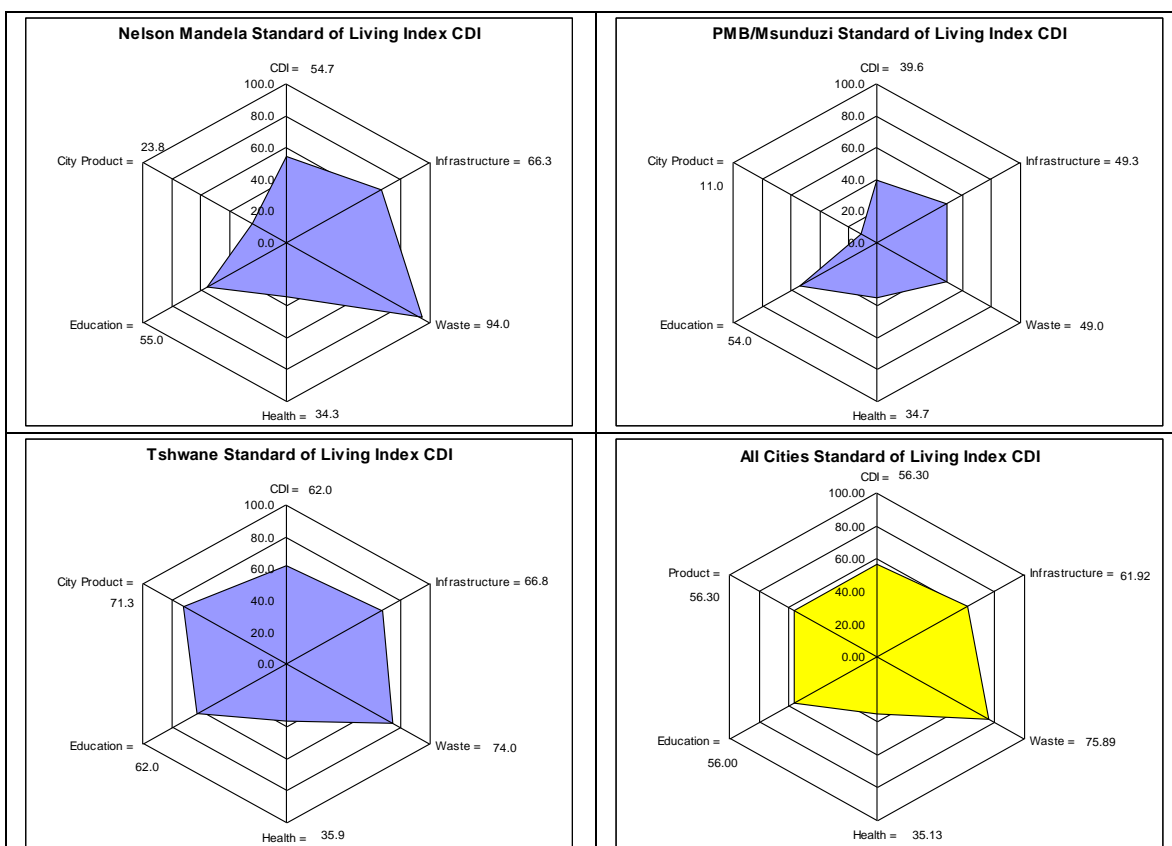 Nelson Mandela Standard of Living Index CDI
CDI = 54.7
100.0
80.0
60.0
40.0
20.0
0.0
City Product = 23.8
Infrastructure = 66.3
Education = 55.0
Waste = 94.0
Health = 34.3
PMB/Msunduzi Standard of Living Index CDI
CDI = 39.6
100.0
80.0
60.0
40.0
20.0
0.0
City Product = 11.0
Infrastructure = 49.3
Education = 54.0
Waste = 49.0
Health = 34.7
Tshwane Standard of Living Index CDI
CDI = 62.0
100.0
80.0
60.0
40.0
20.0
0.0
City Product = 71.3
Infrastructure = 66.8
Education = 62.0
Waste = 74.0
Health = 35.9
All Cities Standard of Living Index CDI
CDI = 56.30
100.00
80.00
60.00
40.00
20.00
0.00
Product = 56.30
Infrastructure = 61.92
Education = 56.00
Waste = 75.89
Health = 35.13